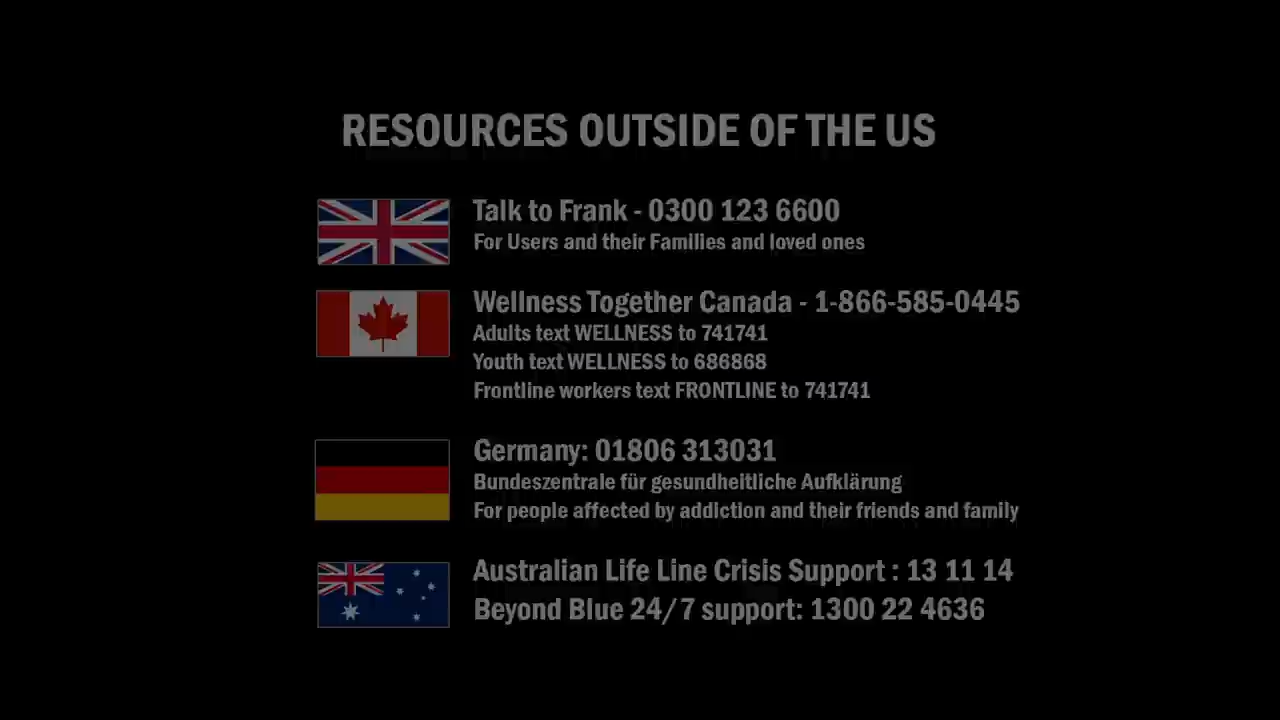 RESOURCES OUTSIDE OF THE US
Talk to Frank - 0300 123 6600
For Users and their Families and loved ones
Wellness Together Canada - 1-866-585-0445
Adults text WELLNESS to 741741
Youth text WELLNESS to 686868
Frontline workers text FRONTLINE to 741741
Germany: 01806 313031
Bundeszentrale für gesundheitliche Aufklärung
For people affected by addiction and their friends and family
Australian Life Line Crisis Support : 13 11 14
Beyond Blue 24/7 support: 1300 22 4636